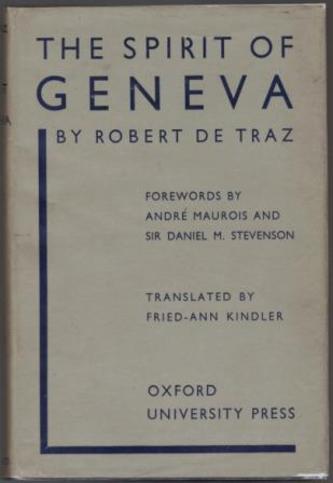 THE SPIRIT OF
GENEVA
BY ROBERT DE TRAZ
FOREWORDS BY
ANDRÉ MAUROIS AND
SIR DANIEL M. STEVENSON
TRANSLATED BY
FRIED-ANN KINDLER
OXFORD
UNIVERSITY PRESS